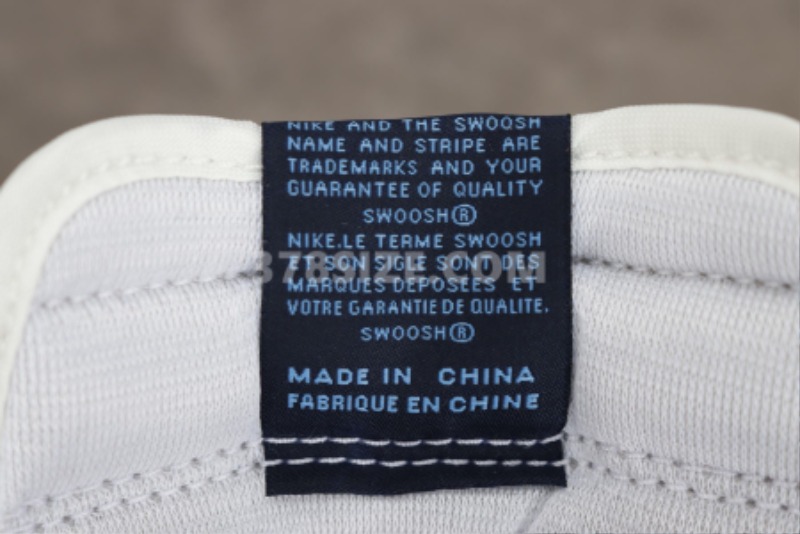 NIKE AND THE SWOOSH
NAME AND STRIPE ARE
TRADEMARKS AND YOUR
GUARANTEE OF QUALITY
SWOOSH®
NIKE.LE TERME SWOOSH
ET SON SIGLE SONT DES
MARQUES DEPOSEES ET
VOTRE GARANTIE DE QUALITE.
SWOOSH®
MADE IN CHINA
FABRIQUE EN CHINE